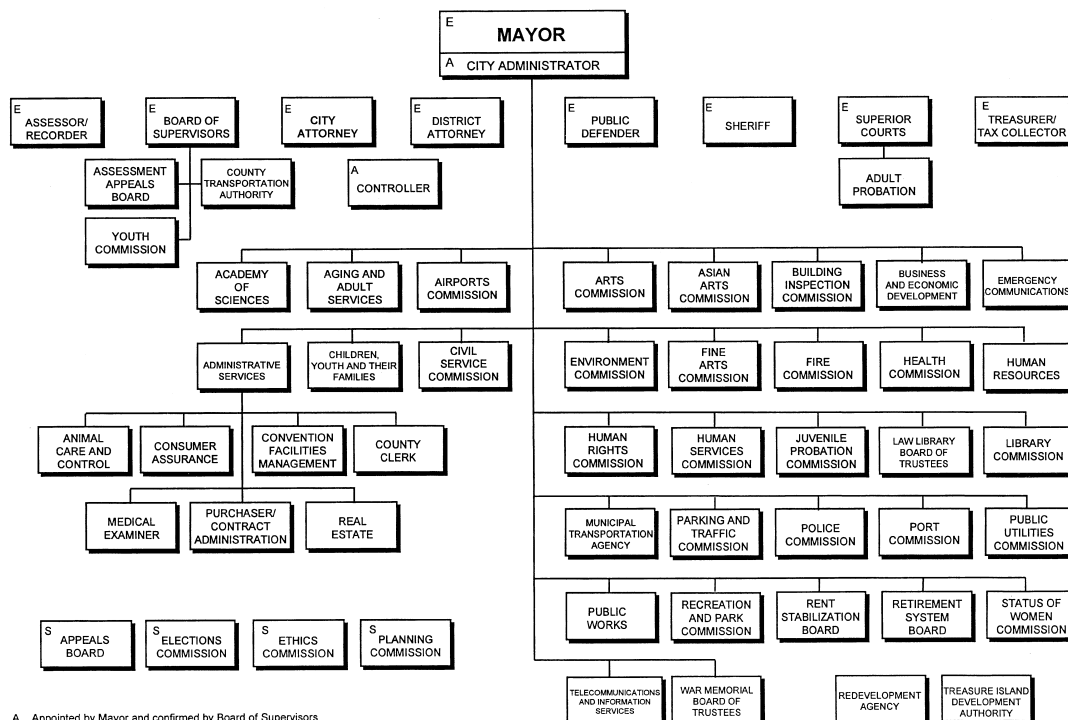 E
MAYOR
A CITY ADMINISTRATOR
E
ASSESSOR/
RECORDER
E
BOARD OF
SUPERVISORS
E
CITY
ATTORNEY
E
DISTRICT
ATTORNEY
E
PUBLIC
DEFENDER
E
SHERIFF
E
SUPERIOR
COURTS
E
TREASURER/
TAX COLLECTOR
ASSESSMENT
APPEALS
BOARD
COUNTY
TRANSPORTATION
AUTHORITY
A
CONTROLLER
ADULT
PROBATION
YOUTH
COMMISSION
ACADEMY
OF
SCIENCES
AGING AND
ADULT
SERVICES
AIRPORTS
COMMISSION
ARTS
COMMISSION
ASIAN
ARTS
COMMISSION
BUILDING
INSPECTION
COMMISSION
BUSINESS
AND ECONOMIC
DEVELOPMENT
EMERGENCY
COMMUNICATIONS
ADMINISTRATIVE
SERVICES
CHILDREN,
YOUTH AND THEIR
FAMILIES
CIVIL
SERVICE
COMMISSION
ENVIRONMENT
COMMISSION
FINE
ARTS
COMMISSION
FIRE
COMMISSION
HEALTH
COMMISSION
HUMAN
RESOURCES
ANIMAL
CARE AND
CONTROL
CONSUMER
ASSURANCE
CONVENTION
FACILITIES
MANAGEMENT
COUNTY
CLERK
HUMAN
RIGHTS
COMMISSION
HUMAN
SERVICES
COMMISSION
JUVENILE
PROBATION
COMMISSION
LAW LIBRARY
BOARD OF
TRUSTEES
LIBRARY
COMMISSION
MEDICAL
EXAMINER
PURCHASER/
CONTRACT
ADMINISTRATION
REAL
ESTATE
MUNICIPAL
TRANSPORTATION
AGENCY
PARKING AND
TRAFFIC
COMMISSION
POLICE
COMMISSION
PORT
COMMISSION
PUBLIC
UTILITIES
COMMISSION
PUBLIC
WORKS
RECREATION
AND PARK
COMMISSION
RENT
STABILIZATION
BOARD
RETIREMENT
SYSTEM
BOARD
STATUS OF
WOMEN
COMMISSION
S
APPEALS
BOARD
S
ELECTIONS
COMMISSION
S
ETHICS
COMMISSION
S
PLANNING
COMMISSION
TELECOMMUNICATIONS
AND INFORMATION
SERVICES
WAR MEMORIAL
BOARD OF
TRUSTEES
REDEVELOPMENT
AGENCY
TREASURE ISLAND
DEVELOPMENT
AUTHORITY
A Appointed by Mayor and confirmed by Board of Supervisors